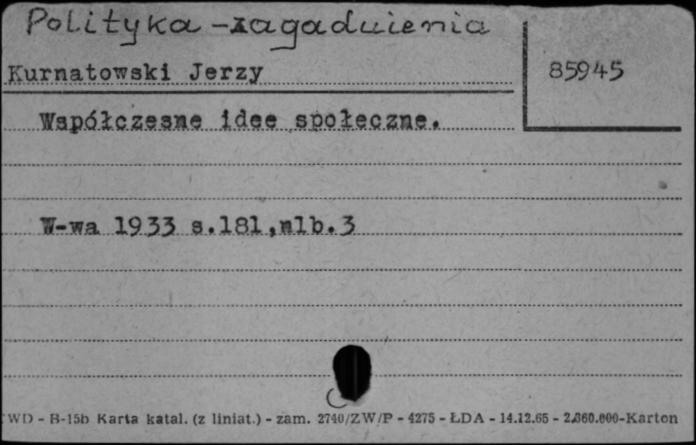 Polityka - zagadnienia
Kurnatowski Jerzy
85945
Współczesne idee społeczne.
W-wa 1933 s.181,nlb.3
WD - B-15b Karta katal. (z liniat.) - zam. 2740/ZW/P - 4275 - ŁDA - 14.12.65 - 2.360.000-Karton